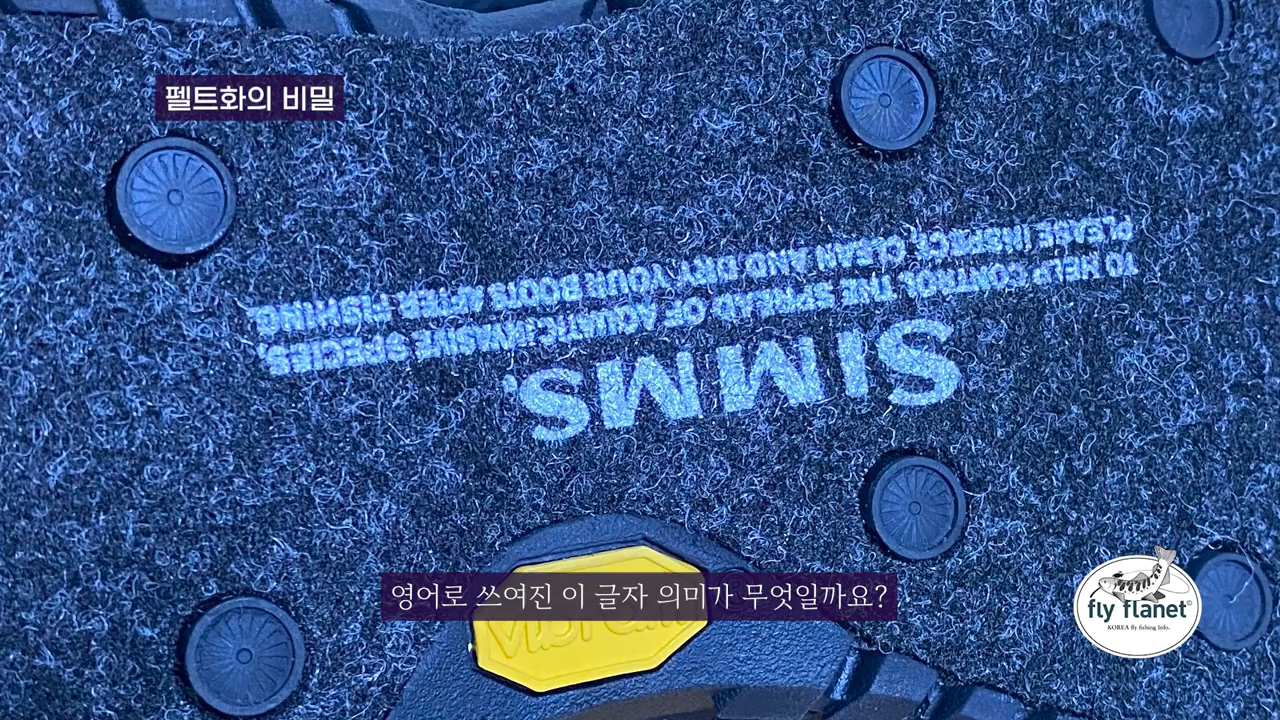 펠트화의 비밀
SIMMS
TO HELP CONTROL THE SPREAD OF AQUATIC INVASIVE SPECIES,
PLEASE INSPECT, CLEAN AND DRY YOUR BOOTS AFTER FISHING
영어로 쓰여진 이 글자 의미가 무엇일까요?
vibram
fly flanet©
KOREA fly fishing Info.